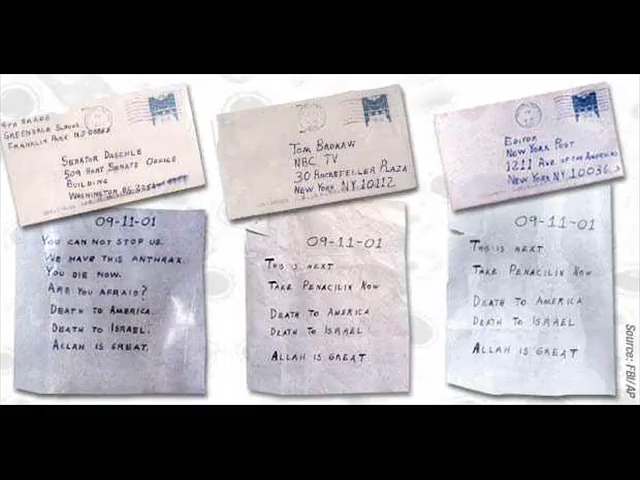 4TH GRADE
GREENDALE SCHOOL
FRANKLIN PARK NJ 08852
SENATOR DASCHLE
509 HART SENATE OFFICE
BUILDING
WASHINGTON
TOM BROKAW
NBC TV
30 ROCKEFELLER PLAZA
NEW YORK NY 10112
EDITOR
NEW YORK POST
1211 AVE. OF THE AMERICAS
NEW YORK NY 10036
09-11-01
YOU CAN NOT STOP US.
WE HAVE THIS ANTHRAX.
YOU DIE NOW.
ARE YOU AFRAID?
DEATH TO AMERICA.
DEATH TO ISRAEL.
ALLAH IS GREAT.
09-11-01
THIS IS NEXT
TAKE PENACILIN NOW
DEATH TO AMERICA
DEATH TO ISRAEL
ALLAH IS GREAT
09-11-01
THIS IS NEXT
TAKE PENACILIN NOW
DEATH TO AMERICA
DEATH TO ISRAEL
ALLAH IS GREAT
Source: FBI/AP